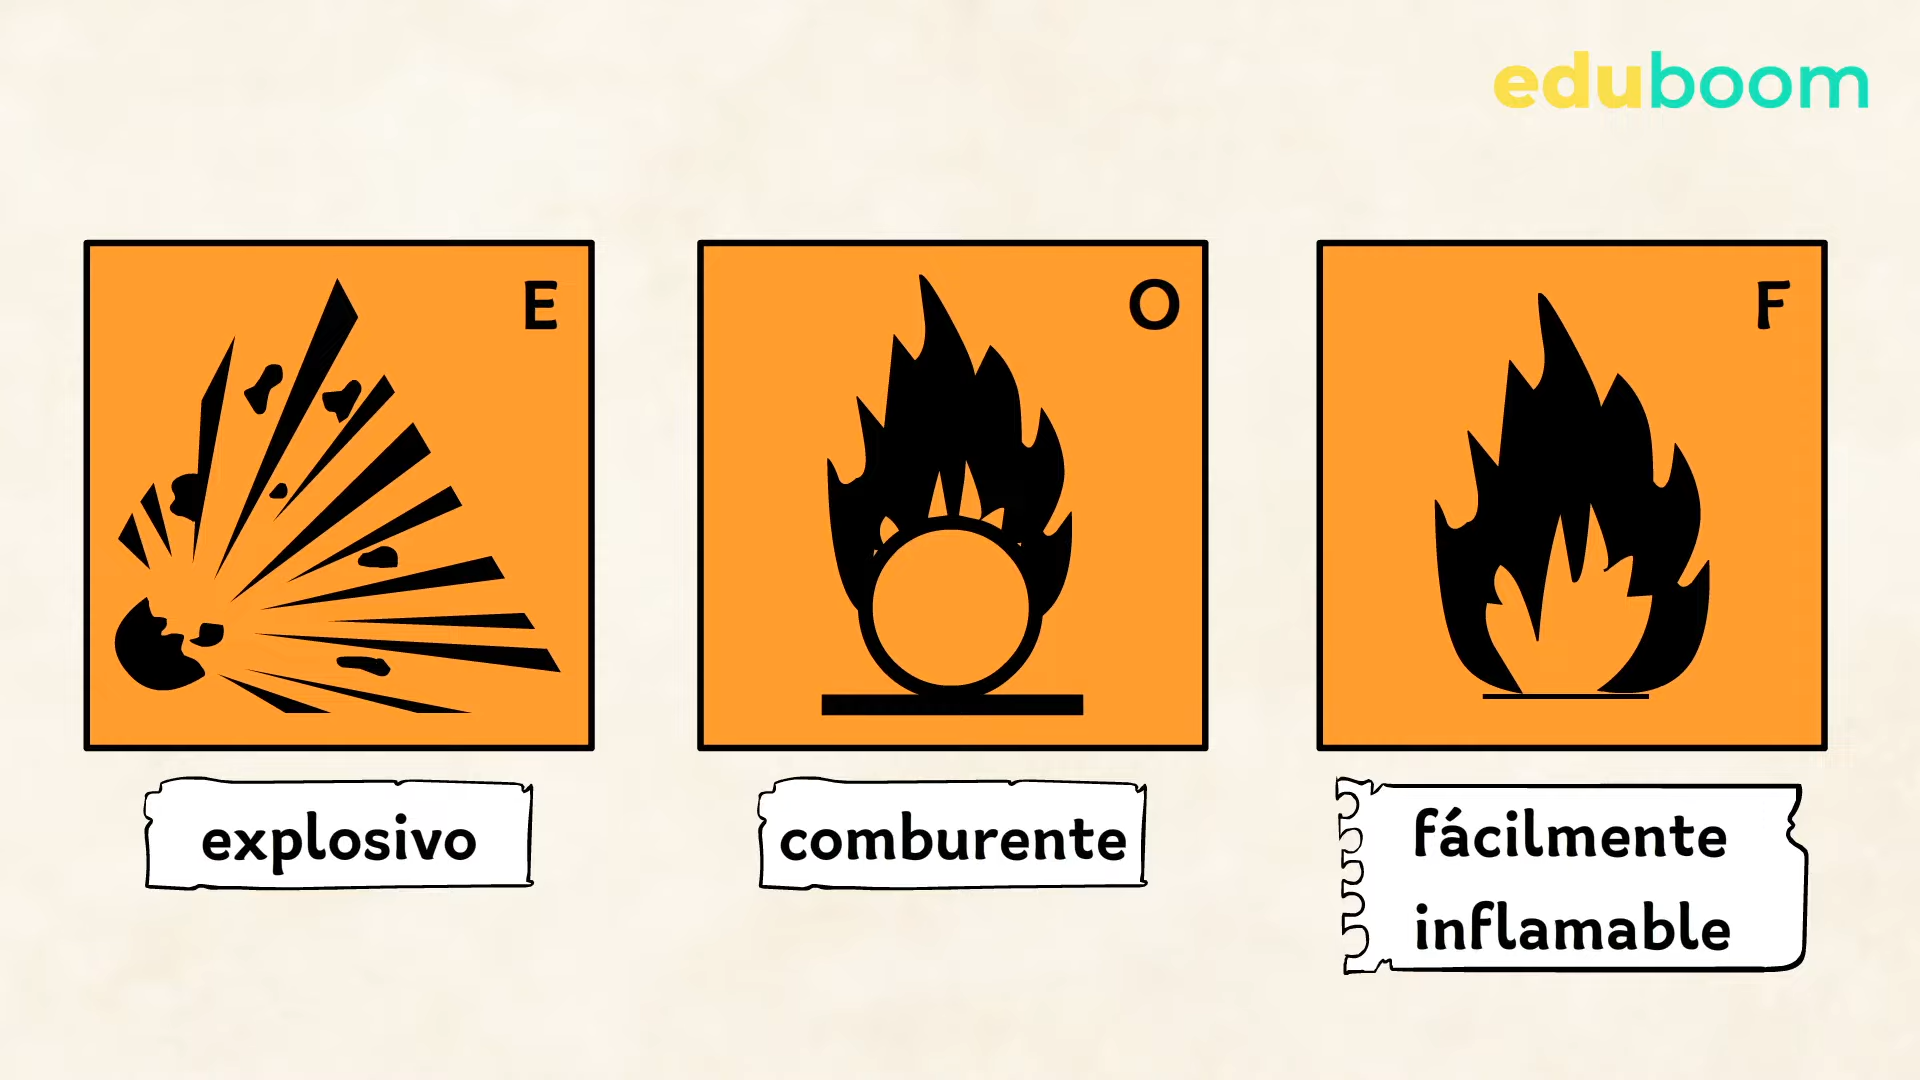 eduboom
E
O
F
explosivo
comburente
fácilmente
inflamable